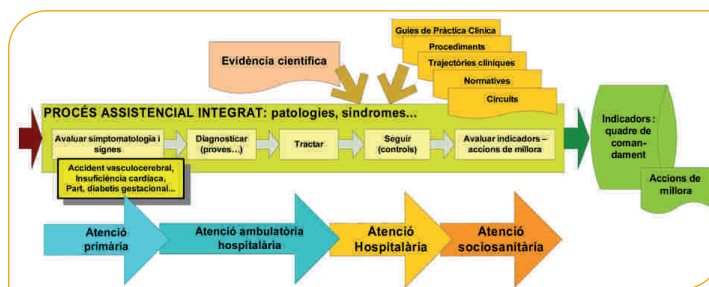 Evidència científica
Guies de Pràctica Clínica
Procediments
Trajectòries clíniques
Normatives
Circuits
PROCÉS ASSISTENCIAL INTEGRAT: patologies, síndromes...
Avaluar simptomatologia i
signes
Diagnosticar
(proves...)
Tractar
Seguir
(controls)
Avaluar indicadors –
accions de millora
Accident vasculocerebral,
Insuficiència cardíaca,
Part, diabetis gestacional...
Indicadors:
quadre de
coman-
dament
Accions de
millora
Atenció
primària
Atenció ambulatòria
hospitalària
Atenció
Hospitalària
Atenció
sociosanitària